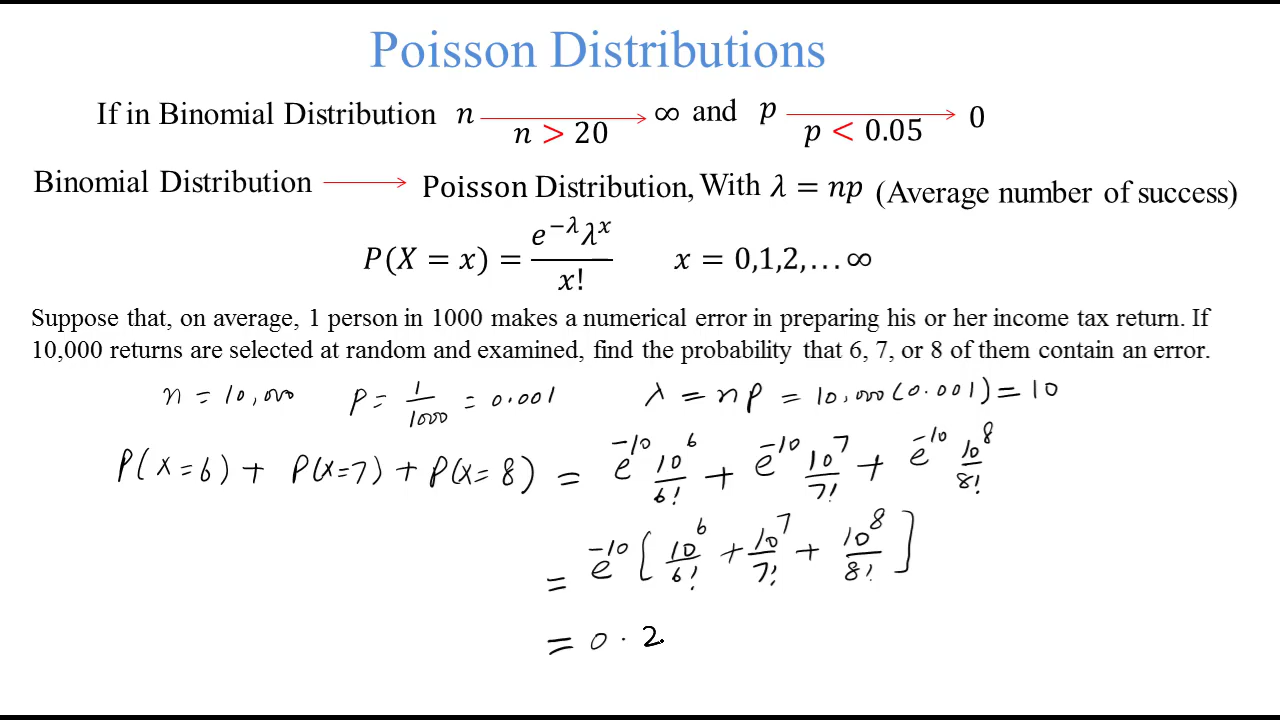 Poisson Distributions
If in Binomial Distribution n → ∞ and p → 0
n > 20 p < 0.05
Binomial Distribution → Poisson Distribution, With λ = np (Average number of success)
P(X = x) = e^{−λ}λ^x / x! x = 0,1,2, … ∞
Suppose that, on average, 1 person in 1000 makes a numerical error in preparing his or her income tax return. If
10,000 returns are selected at random and examined, find the probability that 6, 7, or 8 of them contain an error.
n = 10,000 P = 1/1000 = 0.001 λ = np = 10,000(0.001) = 10
P(x=6) + P(x=7) + P(x=8) = e^{−10} 10^6/6! + e^{−10} 10^7/7! + e^{−10} 10^8/8!
= e^{−10} [ 10^6/6! + 10^7/7! + 10^8/8! ]
= 0.2